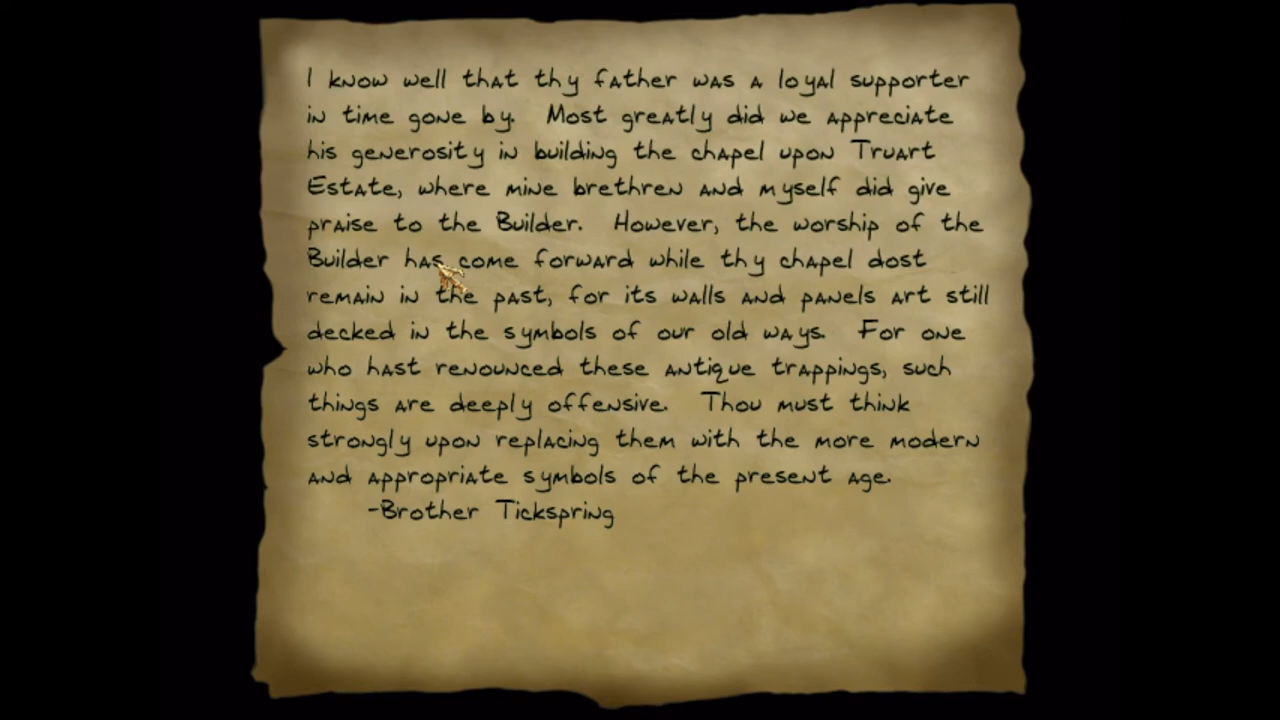 I know well that thy father was a loyal supporter
in time gone by.  Most greatly did we appreciate
his generosity in building the chapel upon Truart
Estate, where mine brethren and myself did give
praise to the Builder.  However, the worship of the
Builder has come forward while thy chapel dost
remain in the past, for its walls and panels art still
decked in the symbols of our old ways.  For one
who hast renounced these antique trappings, such
things are deeply offensive.  Thou must think
strongly upon replacing them with the more modern
and appropriate symbols of the present age.
-Brother Tickspring